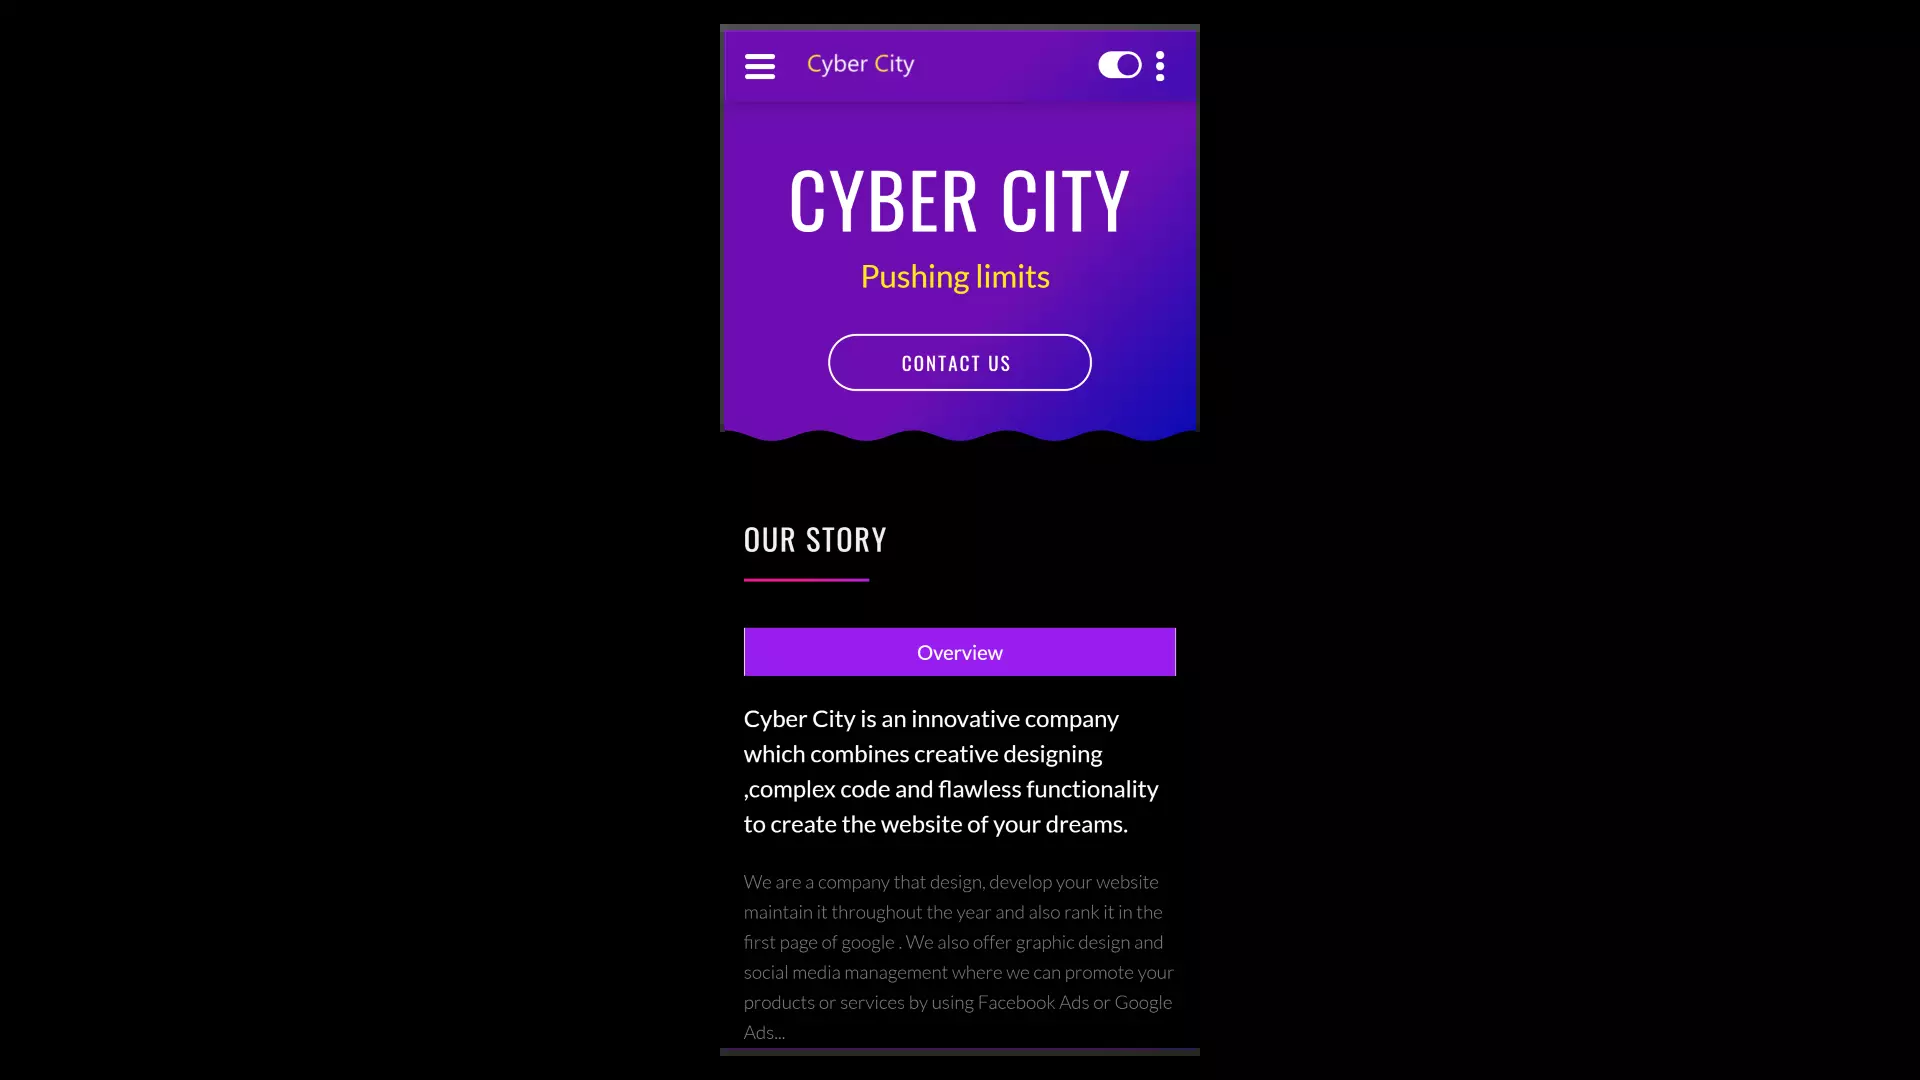 Cyber City
CYBER CITY
Pushing limits
CONTACT US
OUR STORY
Overview
Cyber City is an innovative company
which combines creative designing
,complex code and flawless functionality
to create the website of your dreams.
We are a company that design, develop your website
maintain it throughout the year and also rank it in the
first page of google . We also offer graphic design and
social media management where we can promote your
products or services by using Facebook Ads or Google
Ads...